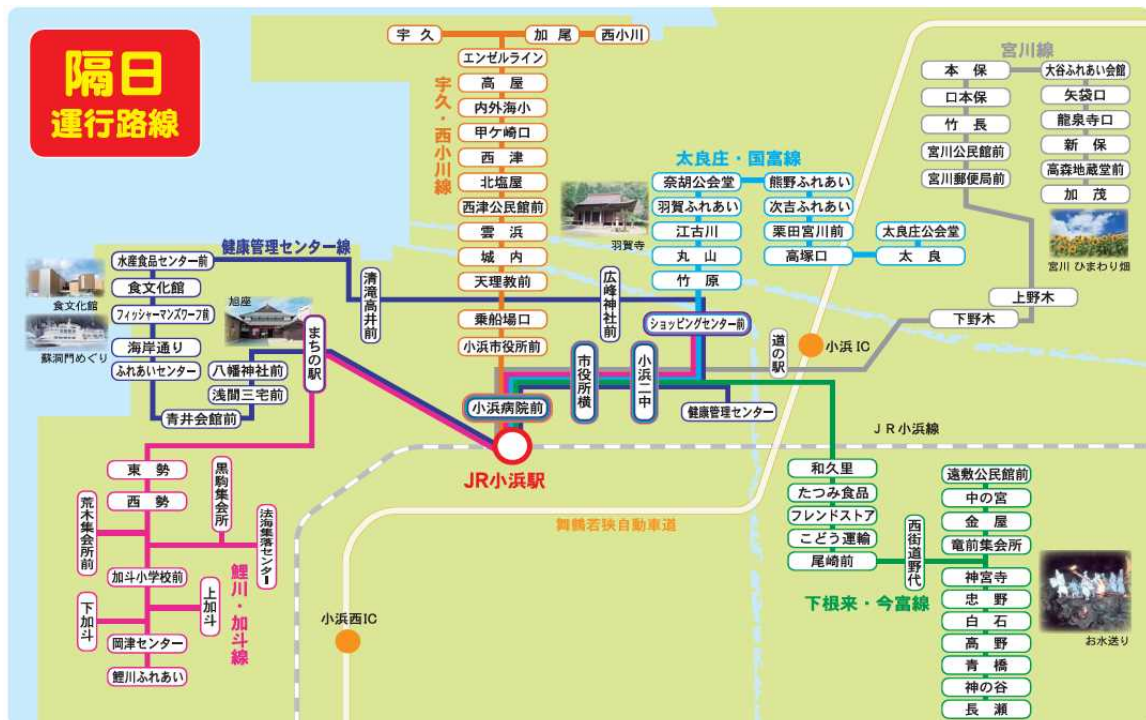 隔日
運行路線
宇久
加尾
西小川
エンゼルライン
高屋
内外海小
甲ケ崎口
西津
北塩屋
西津公民館前
雲浜
城内
天理教前
乗船場口
小浜市役所前
宇久・西小川線
宮川線
本保
大谷ふれあい会館
口本保
矢袋口
竹長
龍泉寺口
宮川公民館前
新保
宮川郵便局前
高森地蔵堂前
加茂
宮川 ひまわり畑
上野木
下野木
道の駅
小浜IC
太良庄・国富線
奈胡公会堂
熊野ふれあい
羽賀ふれあい
次吉ふれあい
江古川
栗田宮川前
太良庄公会堂
丸山
高塚口
太良
竹原
羽賀寺
健康管理センター線
水産食品センター前
食文化館
フィッシャーマンズワーフ前
海岸通り
ふれあいセンター
青井会館前
八幡神社前
浅間三宅前
食文化館
蘇洞門めぐり
旭座
まちの駅
清滝高井前
広峰神社前
ショッピングセンター前
市役所横
小浜二中
小浜病院前
健康管理センター
JR小浜駅
JR小浜線
東勢
西勢
黒駒集会所
荒木集会所前
法海集落センター
加斗小学校前
上加斗
下加斗
岡津センター
鯉川ふれあい
鯉川・加斗線
舞鶴若狭自動車道
小浜西IC
和久里
たつみ食品
フレンドストア
こどう運輸
尾崎前
西街道野代
遠敷公民館前
中の宮
金屋
竜前集会所
神宮寺
忠野
白石
高野
青橋
神の谷
長瀬
下根来・今富線
お水送り